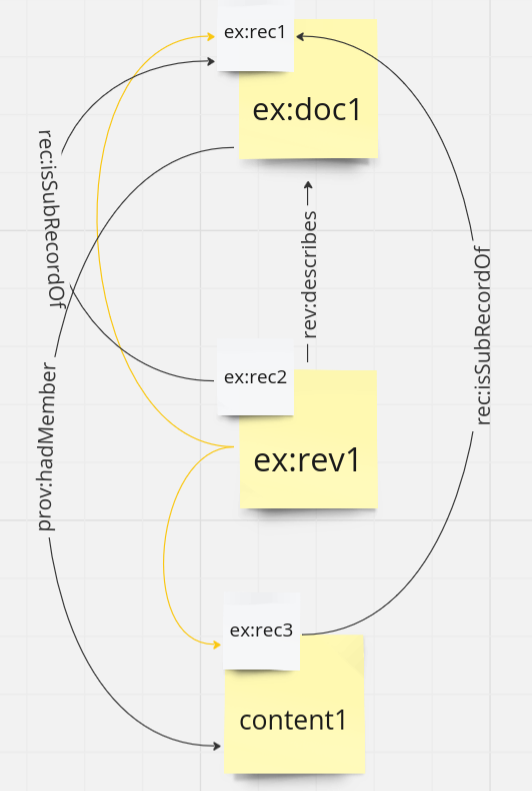 ex:rec1
ex:doc1
rec:isSubRecordOf
rev:describes
rec:isSubRecordOf
ex:rec2
prov:hadMember
ex:rev1
ex:rec3
content1